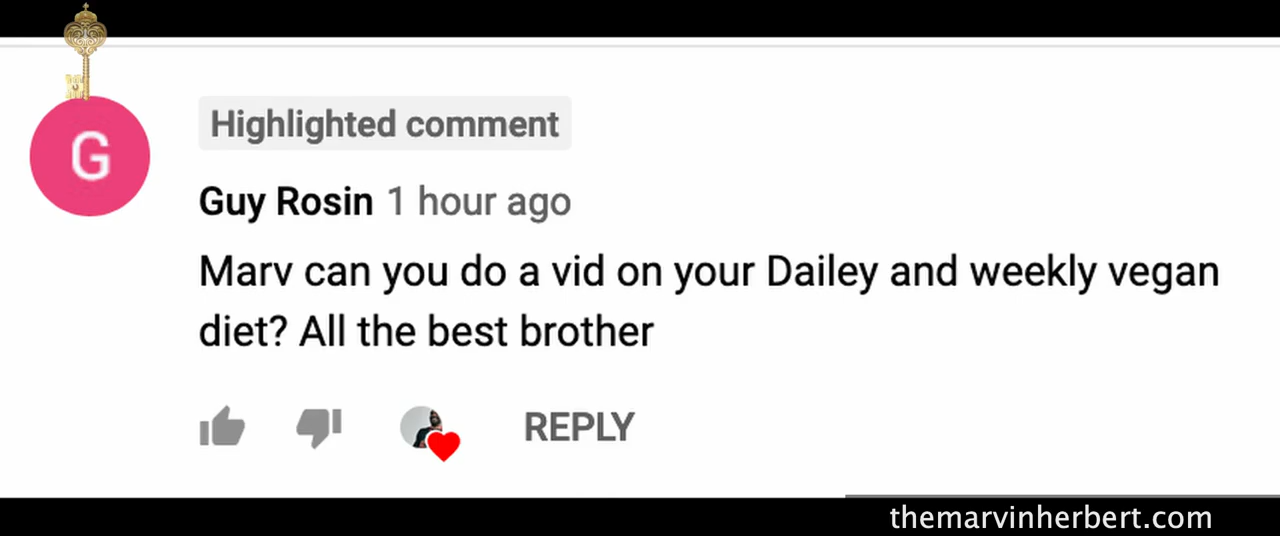 G
Highlighted comment
Guy Rosin 1 hour ago
Marv can you do a vid on your Dailey and weekly vegan
diet? All the best brother
REPLY
themarvinherbert.com